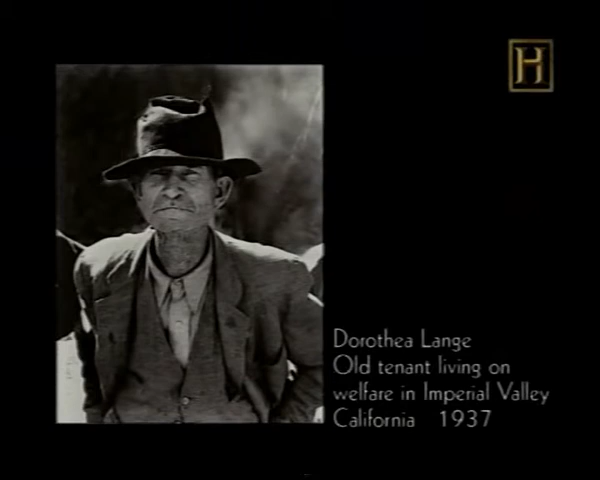 H
Dorothea Lange
Old tenant living on
welfare in Imperial Valley
California 1937